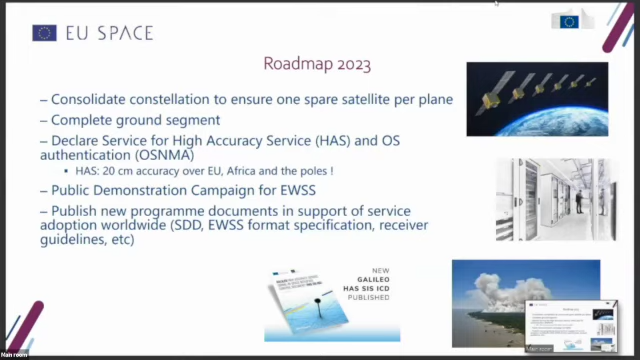 EU SPACE
Roadmap 2023
– Consolidate constellation to ensure one spare satellite per plane
– Complete ground segment
– Declare Service for High Accuracy Service (HAS) and OS
authentication (OSNMA)
▪ HAS: 20 cm accuracy over EU, Africa and the poles !
– Public Demonstration Campaign for EWSS
– Publish new programme documents in support of service
adoption worldwide (SDD, EWSS format specification, receiver
guidelines, etc)
NEW
GALILEO
HAS SIS ICD
PUBLISHED
Main room
Main room